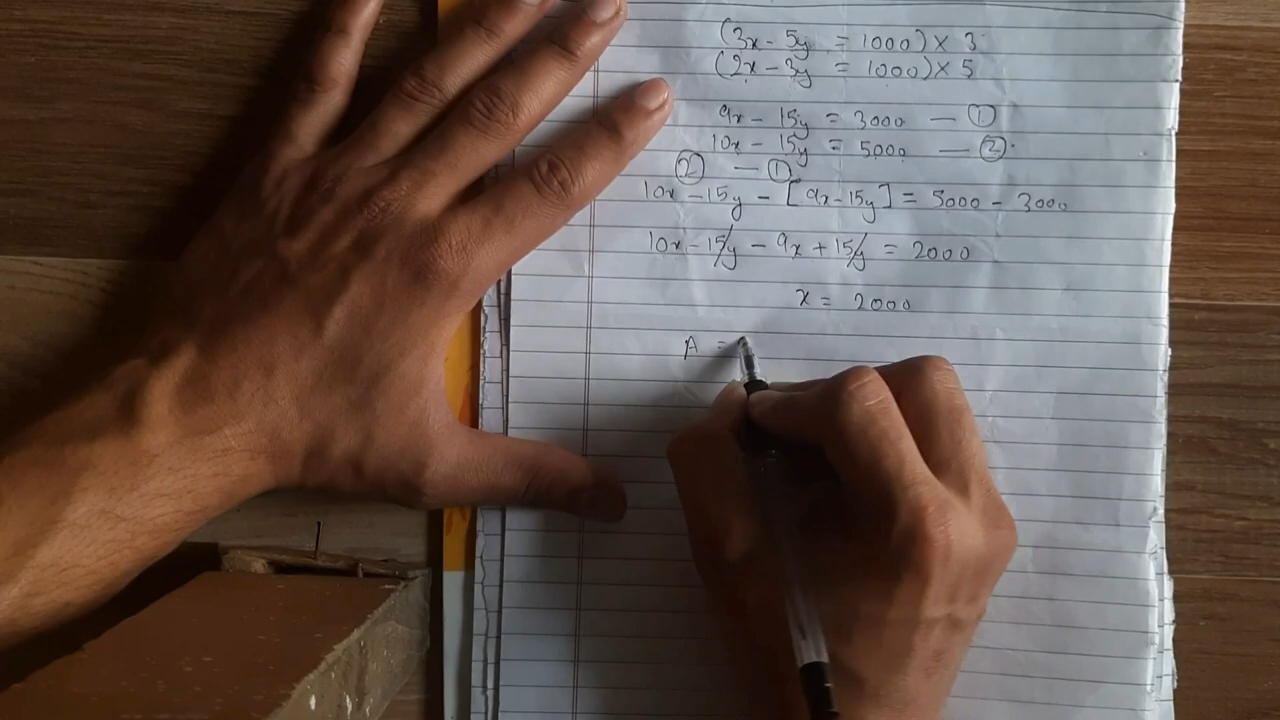 (3x - 5y = 1000) × 3
(2x - 3y = 1000) × 5
9x - 15y = 3000 — ①
10x - 15y = 5000 — ②
② — ①
10x - 15y - [9x - 15y] = 5000 - 3000
10x - 15y - 9x + 15y = 2000
x = 2000
A =